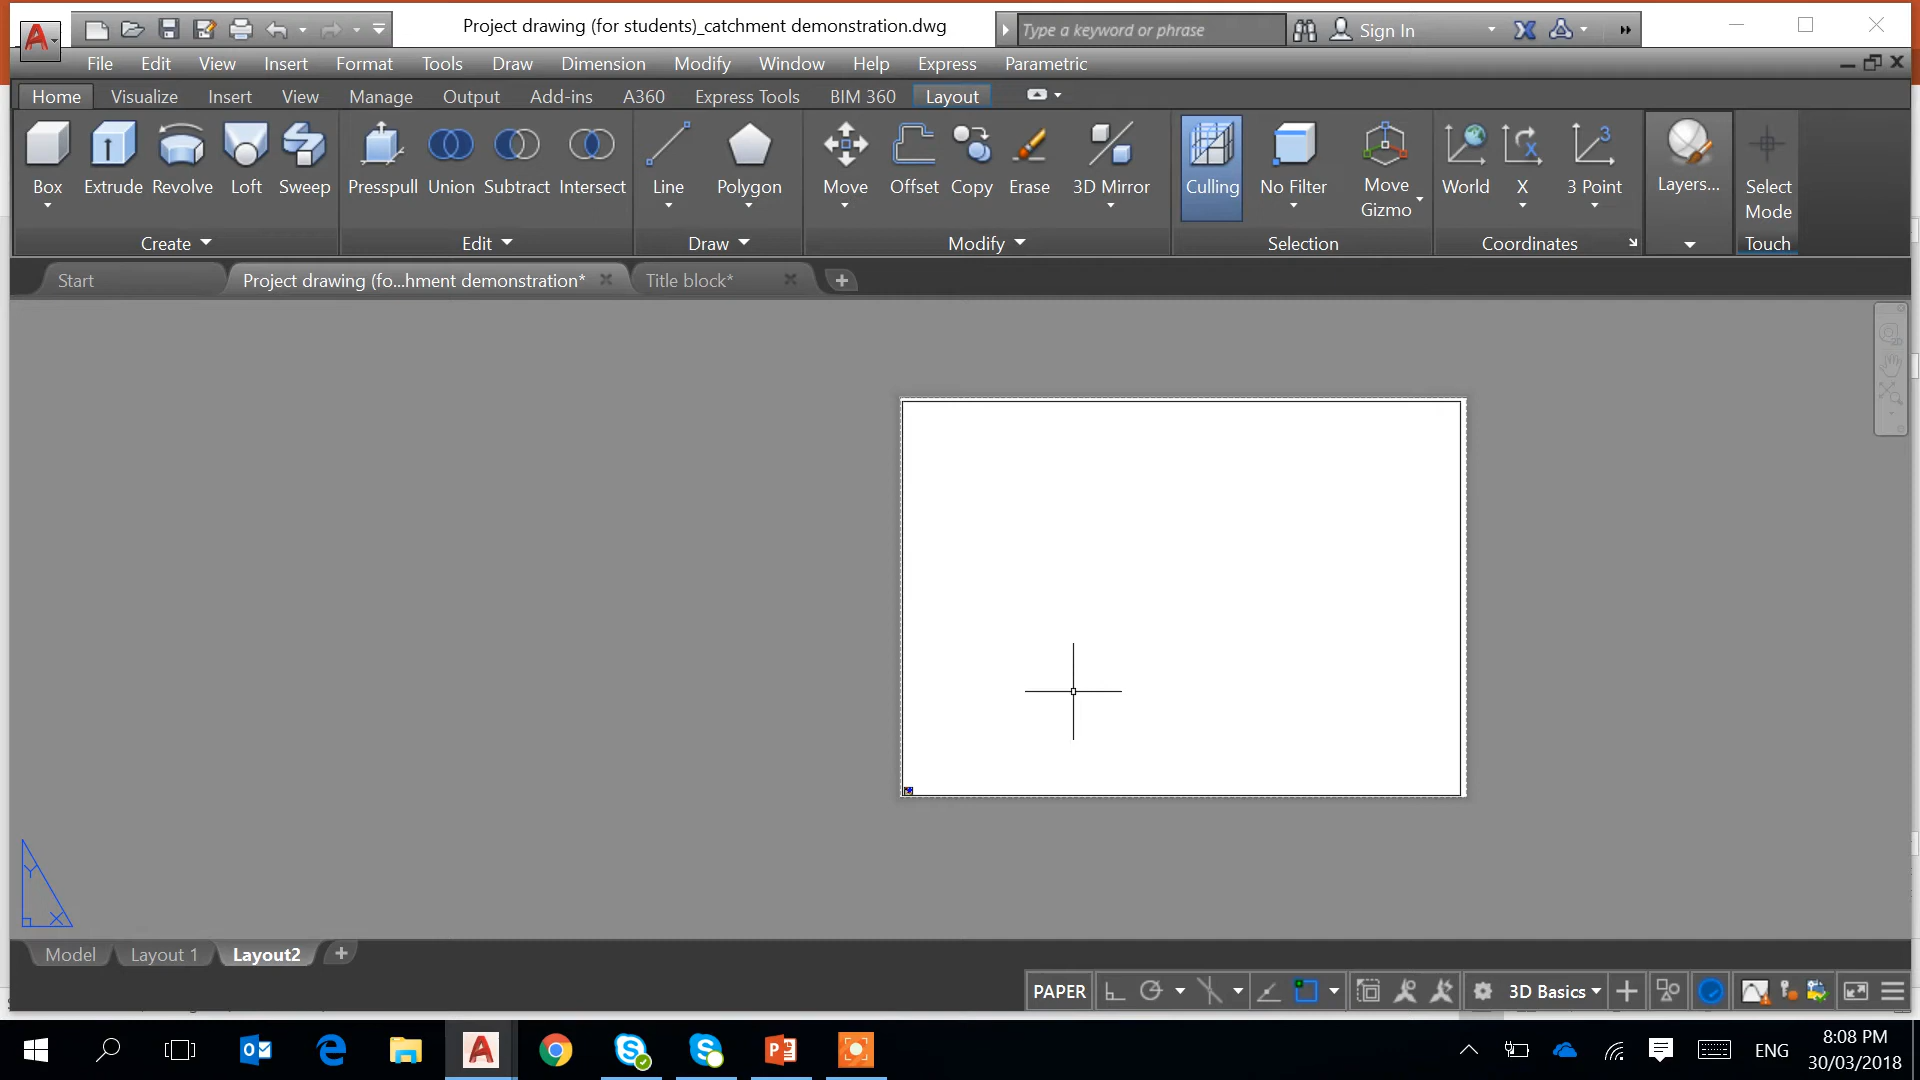 Project drawing (for students)_catchment demonstration.dwg
Type a keyword or phrase
Sign In
File Edit View Insert Format Tools Draw Dimension Modify Window Help Express Parametric
Home Visualize Insert View Manage Output Add-ins A360 Express Tools BIM 360 Layout
Box Extrude Revolve Loft Sweep Presspull Union Subtract Intersect Line Polygon Move Offset Copy Erase 3D Mirror Culling No Filter Move Gizmo World X 3 Point Layers... Select Mode
Create Edit Draw Modify Selection Coordinates Touch
Start Project drawing (fo...hment demonstration* Title block*
Y
X
Model Layout 1 Layout2
PAPER 3D Basics
ENG
8:08 PM
30/03/2018